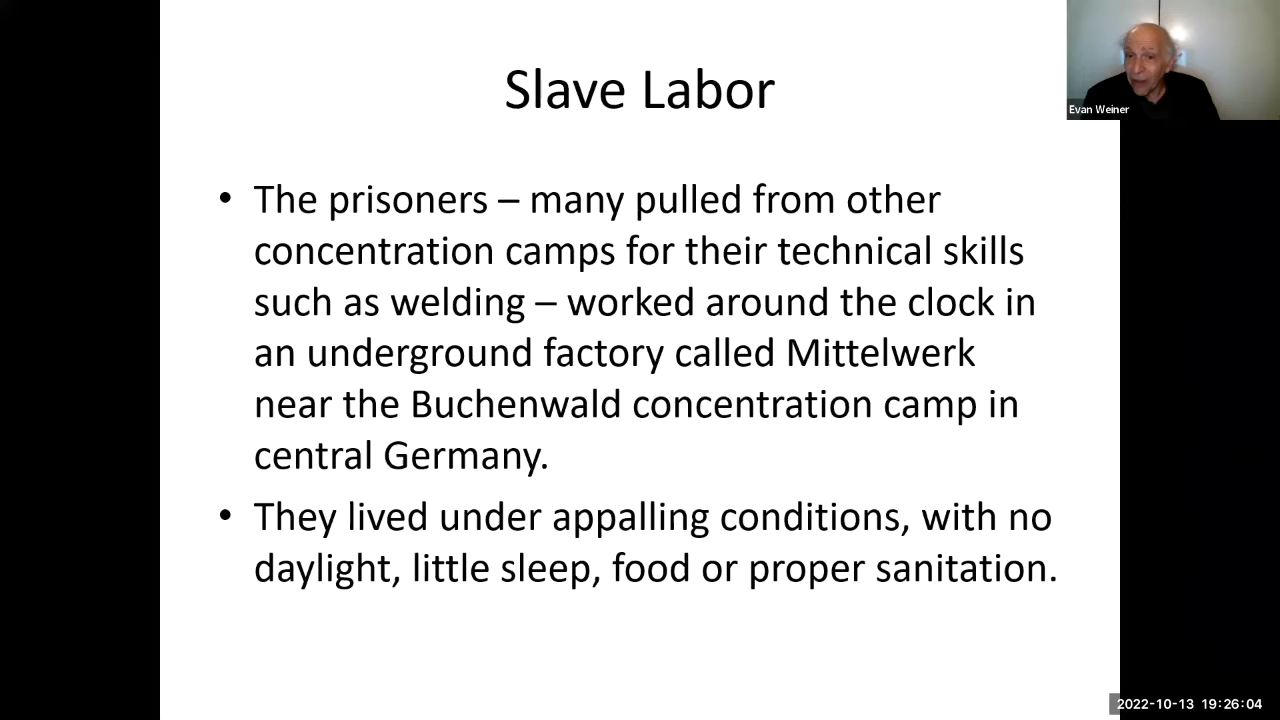 Slave Labor
Evan Weiner
• The prisoners – many pulled from other
concentration camps for their technical skills
such as welding – worked around the clock in
an underground factory called Mittelwerk
near the Buchenwald concentration camp in
central Germany.
• They lived under appalling conditions, with no
daylight, little sleep, food or proper sanitation.
2022-10-13 19:26:04